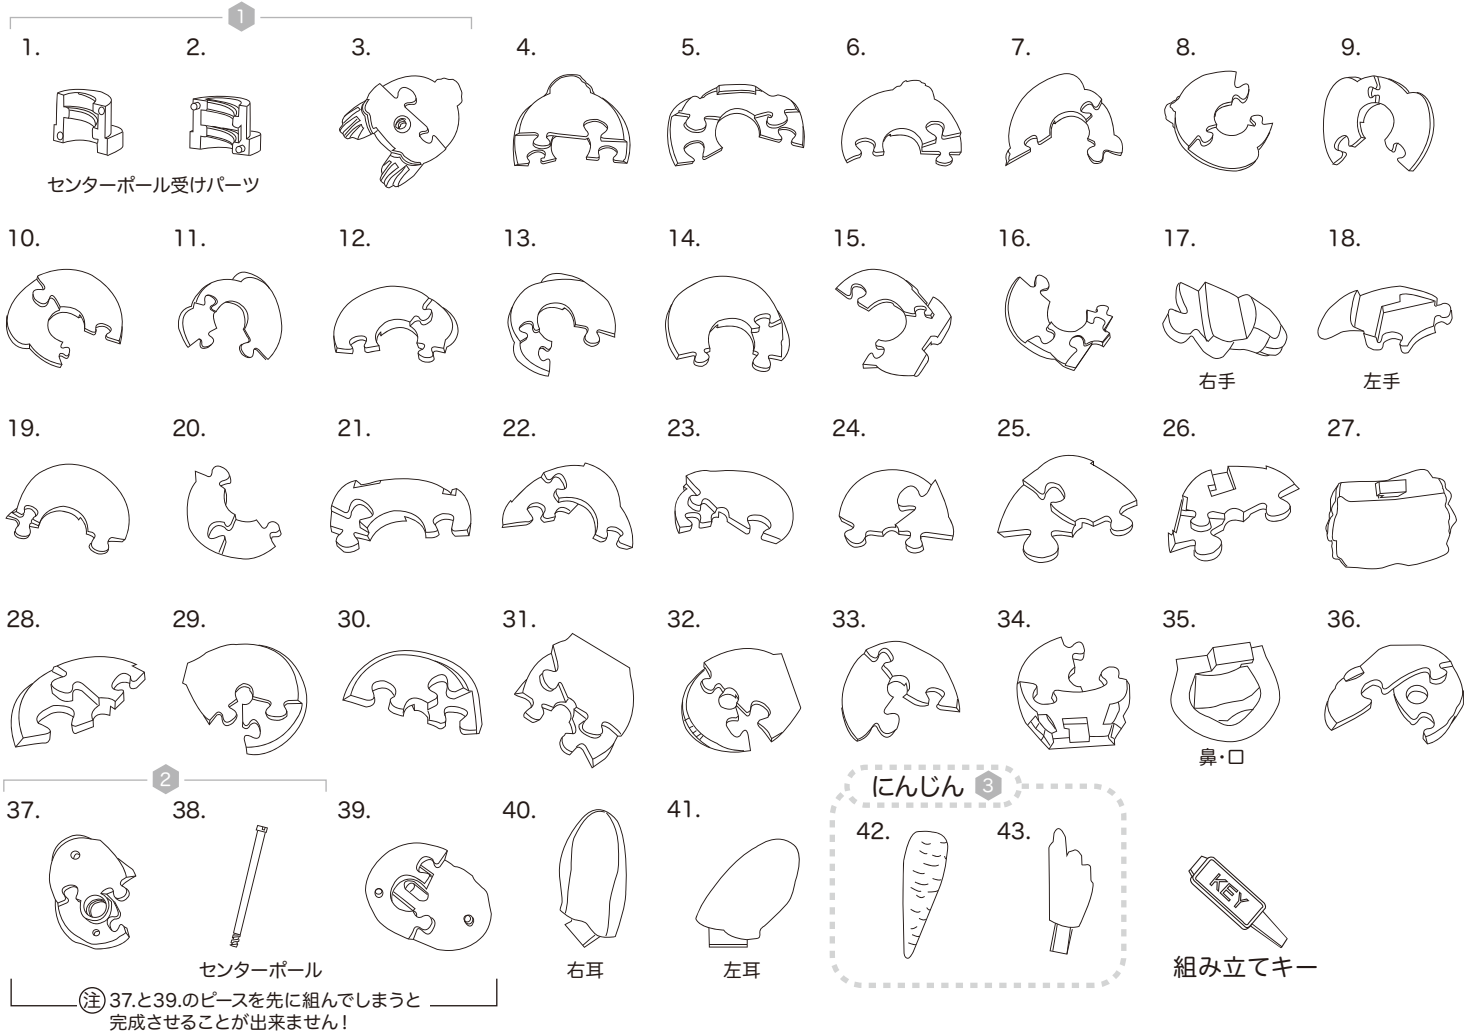 1
1. 2. 3. 4. 5. 6. 7. 8. 9.
センターポール受けパーツ
10. 11. 12. 13. 14. 15. 16. 17. 18.
右手 左手
19. 20. 21. 22. 23. 24. 25. 26. 27.
28. 29. 30. 31. 32. 33. 34. 35. 36.
鼻・口
2
にんじん 3
37. 38. 39. 40. 41.
42. 43.
KEY
センターポール 右耳 左耳 組み立てキー
注 37.と39.のピースを先に組んでしまうと
完成させることが出来ません!